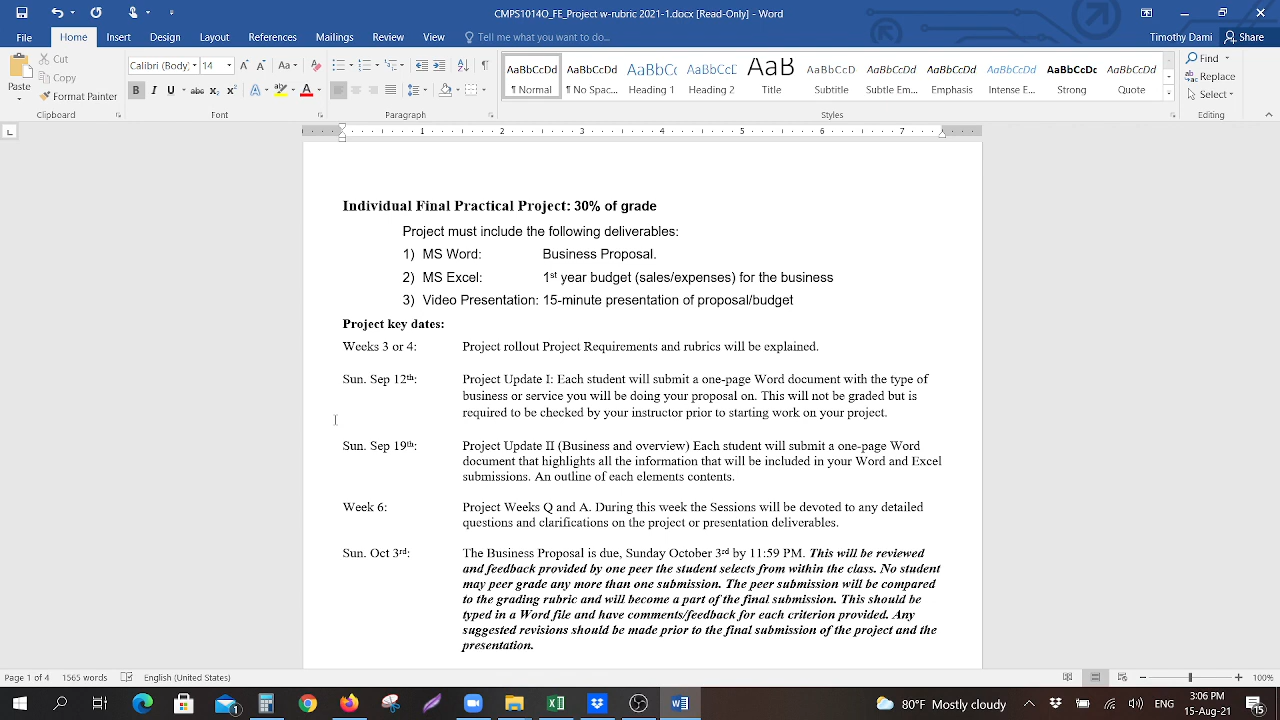 CMPS1014O_FE_Project w-rubric 2021-1.docx [Read-Only] - Word
File Home Insert Design Layout References Mailings Review View Tell me what you want to do... Timothy Dami Share
Paste Cut Copy Format Painter
Calibri (Body) 14
AaBbCcDd AaBbCcDd AaBbCc AaBbCcD AaB AaBbCcDd AaBbCcDd AaBbCcDd AaBbCcDd AaBbCcDc AaBbCcDd
¶ Normal ¶ No Spac... Heading 1 Heading 2 Title Subtitle Subtle Em... Emphasis Intense E... Strong Quote
Find Replace Select
Clipboard Font Paragraph Styles Editing
1 2 3 4 5 6 7
Individual Final Practical Project: 30% of grade
Project must include the following deliverables:
1) MS Word: Business Proposal.
2) MS Excel: 1st year budget (sales/expenses) for the business
3) Video Presentation: 15-minute presentation of proposal/budget
Project key dates:
Weeks 3 or 4: Project rollout Project Requirements and rubrics will be explained.
Sun. Sep 12th: Project Update I: Each student will submit a one-page Word document with the type of
business or service you will be doing your proposal on. This will not be graded but is
required to be checked by your instructor prior to starting work on your project.
Sun. Sep 19th: Project Update II (Business and overview) Each student will submit a one-page Word
document that highlights all the information that will be included in your Word and Excel
submissions. An outline of each elements contents.
Week 6: Project Weeks Q and A. During this week the Sessions will be devoted to any detailed
questions and clarifications on the project or presentation deliverables.
Sun. Oct 3rd: The Business Proposal is due, Sunday October 3rd by 11:59 PM. This will be reviewed
and feedback provided by one peer the student selects from within the class. No student
may peer grade any more than one submission. The peer submission will be compared
to the grading rubric and will become a part of the final submission. This should be
typed in a Word file and have comments/feedback for each criterion provided. Any
suggested revisions should be made prior to the final submission of the project and the
presentation.
Page 1 of 4 1565 words English (United States) 100%
80°F Mostly cloudy ENG 3:06 PM
15-Aug-21